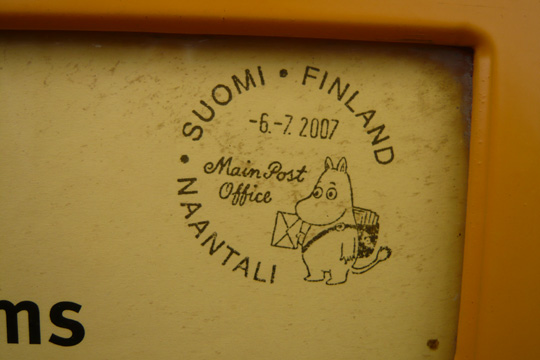 SUOMI • FINLAND
-6.-7. 2007
Main Post
Office
• NAANTALI
ms